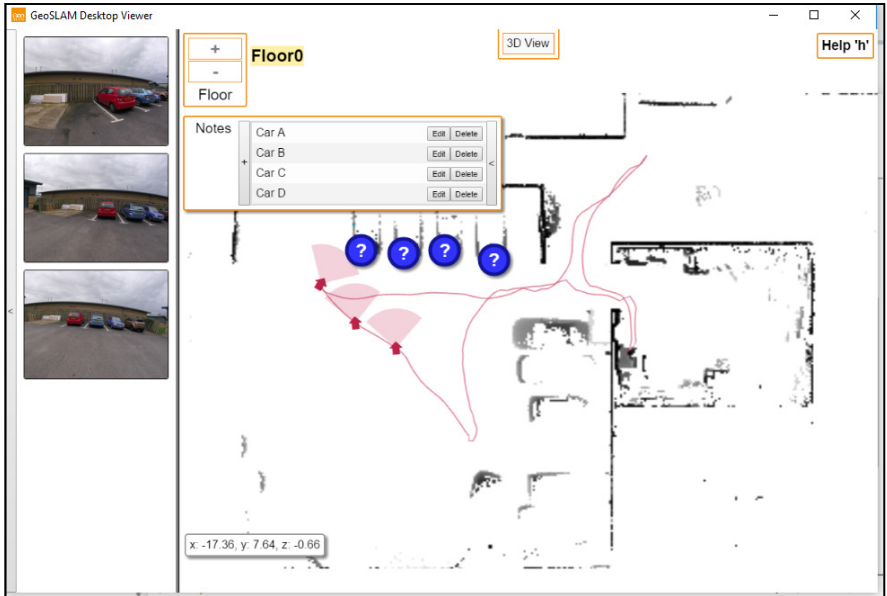 GeoSLAM Desktop Viewer
+
-
Floor
Floor0
3D View
Help 'h'
Notes
+
Car A Edit Delete
Car B Edit Delete
Car C Edit Delete
Car D Edit Delete
<
<
? ? ? ?
x: -17.36, y: 7.64, z: -0.66